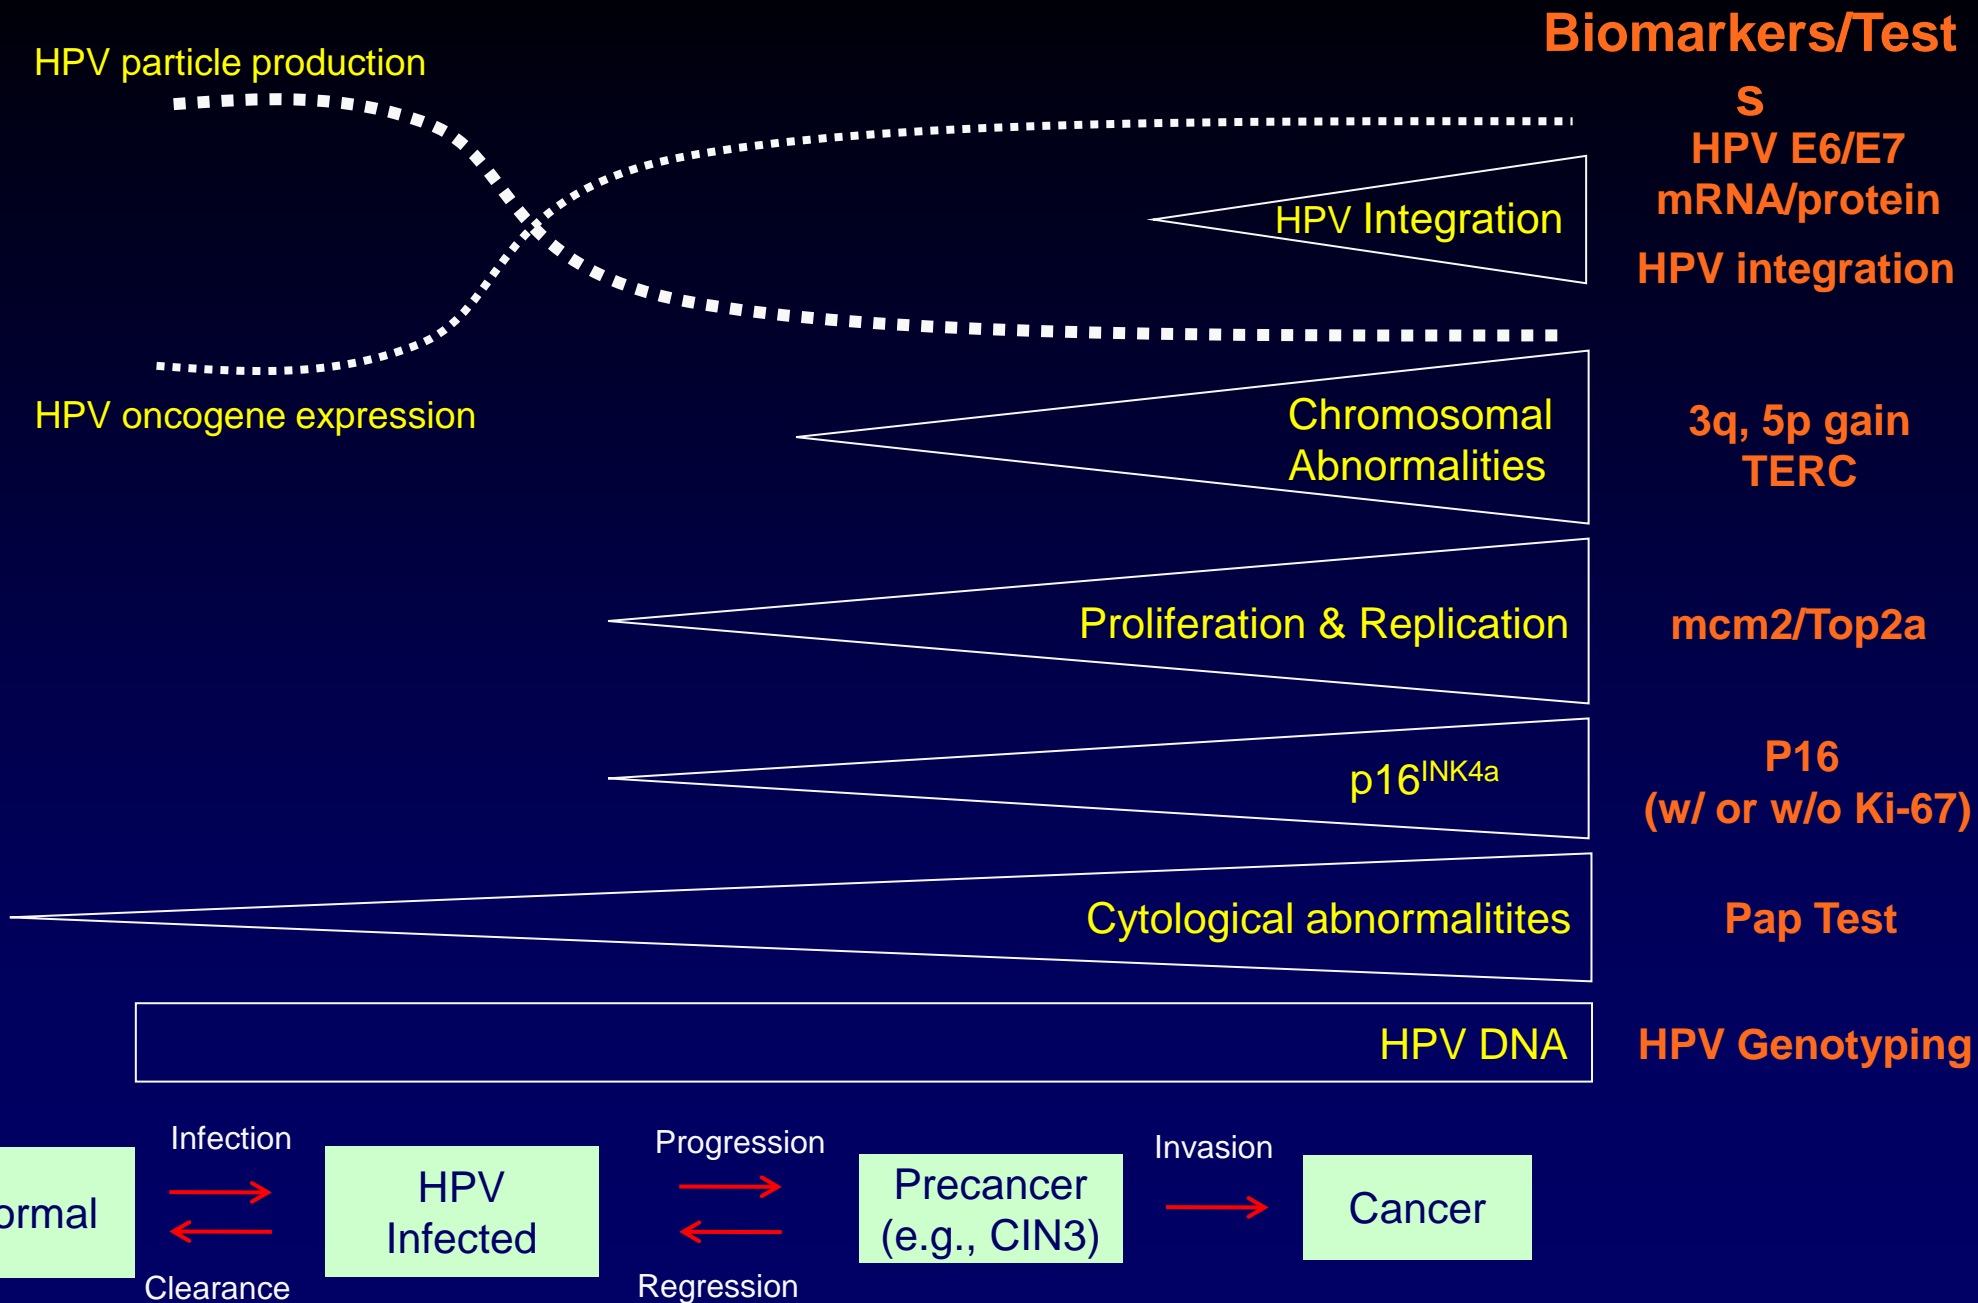 Biomarkers/Test
s
HPV particle production
HPV E6/E7
mRNA/protein
HPV Integration
HPV integration
HPV oncogene expression
Chromosomal
Abnormalities
3q, 5p gain
TERC
Proliferation & Replication
mcm2/Top2a
p16INK4a
P16
(w/ or w/o Ki-67)
Cytological abnormalitites
Pap Test
HPV DNA
HPV Genotyping
Infection
Progression
Invasion
ormal
HPV
Infected
Precancer
(e.g., CIN3)
Cancer
Clearance
Regression